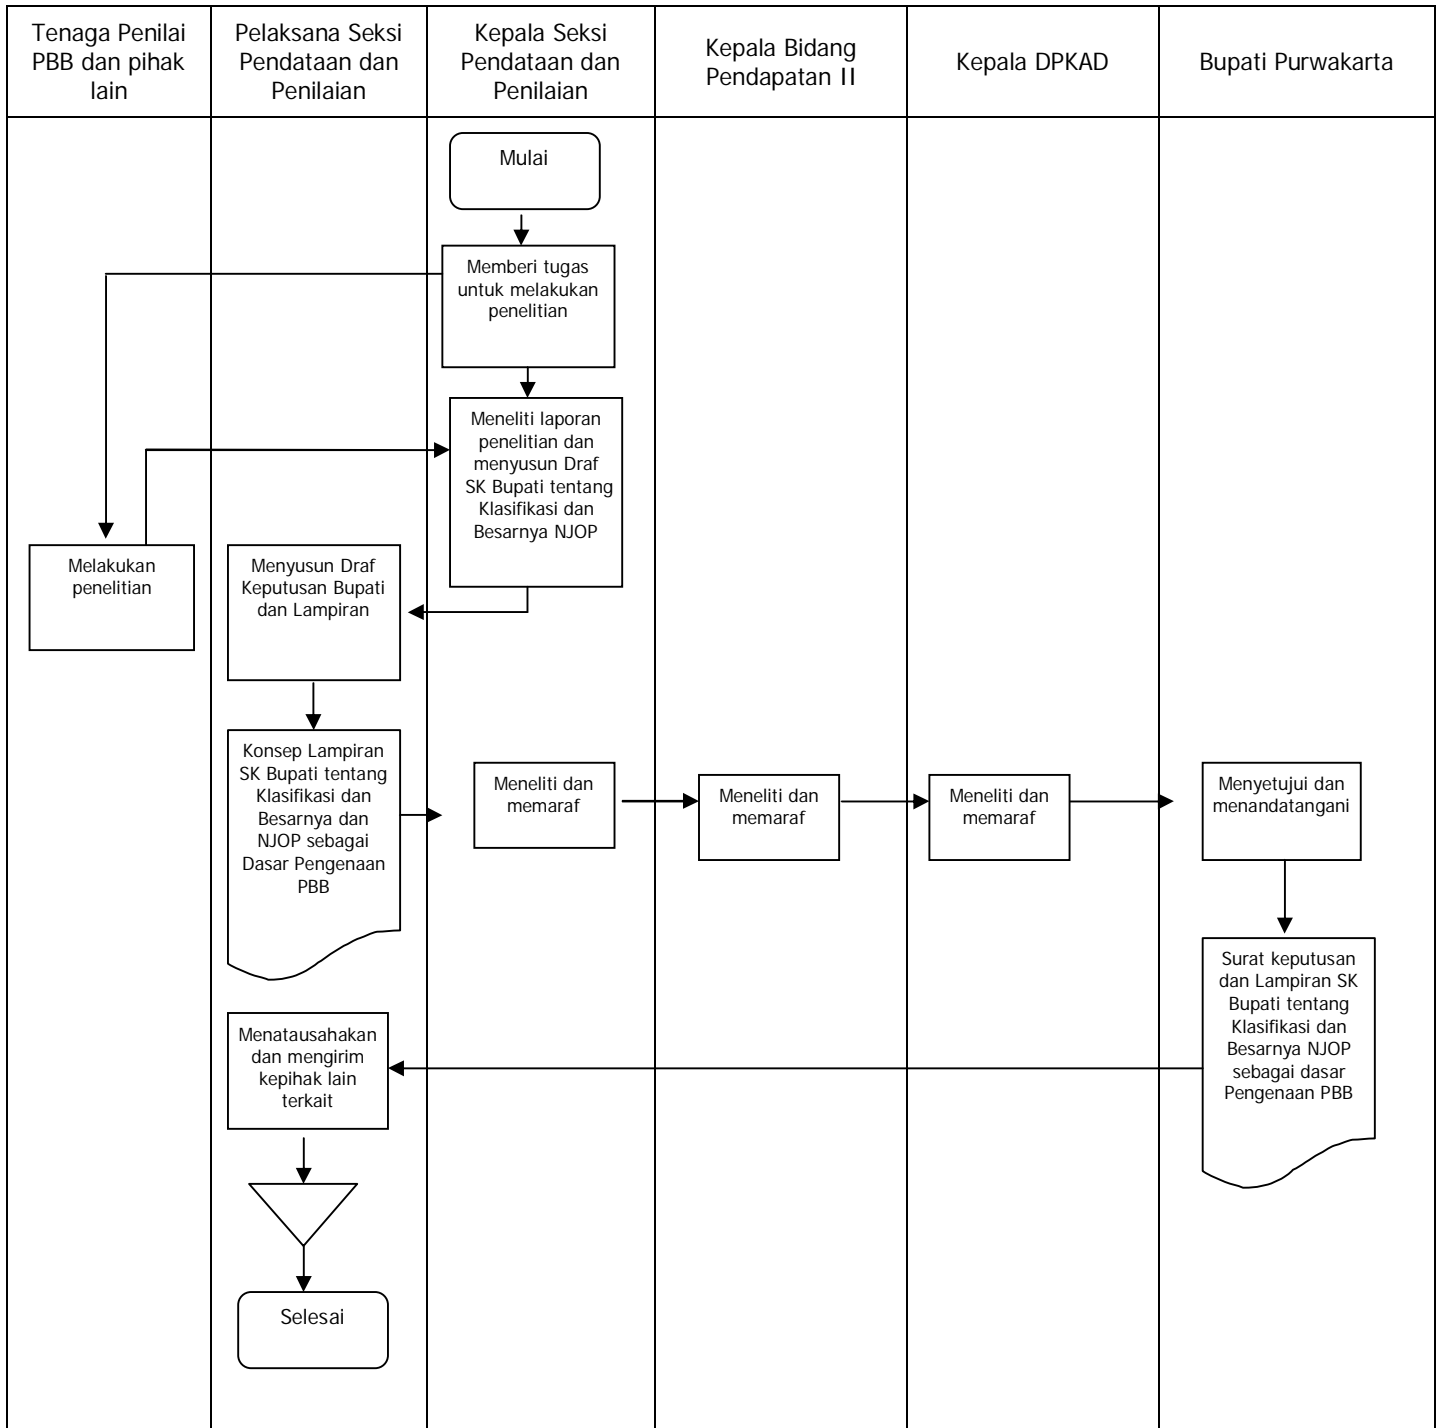 Tenaga Penilai
PBB dan pihak
lain
Pelaksana Seksi
Pendataan dan
Penilaian
Kepala Seksi
Pendataan dan
Penilaian
Kepala Bidang
Pendapatan II
Kepala DPKAD
Bupati Purwakarta
Mulai
Memberi tugas
untuk melakukan
penelitian
Meneliti laporan
penelitian dan
menyusun Draf
SK Bupati tentang
Klasifikasi dan
Besarnya NJOP
Melakukan
penelitian
Menyusun Draf
Keputusan Bupati
dan Lampiran
Konsep Lampiran
SK Bupati tentang
Klasifikasi dan
Besarnya dan
NJOP sebagai
Dasar Pengenaan
PBB
Meneliti dan
memaraf
Meneliti dan
memaraf
Meneliti dan
memaraf
Menyetujui dan
menandatangani
Surat keputusan
dan Lampiran SK
Bupati tentang
Klasifikasi dan
Besarnya NJOP
sebagai dasar
Pengenaan PBB
Menatausahakan
dan mengirim
kepihak lain
terkait
Selesai